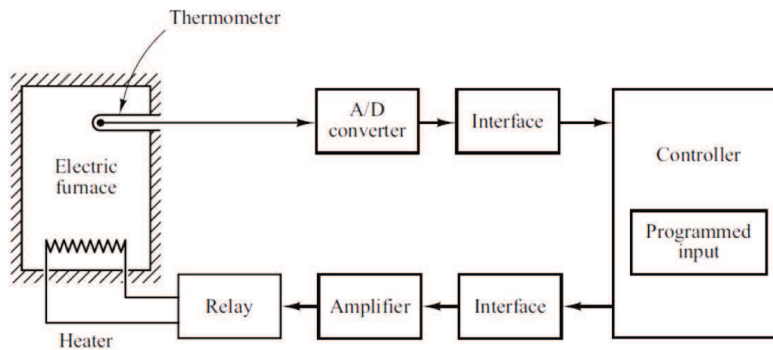 Thermometer
A/D
converter
Interface
Controller
Electric
furnace
Programmed
input
Relay
Amplifier
Interface
Heater